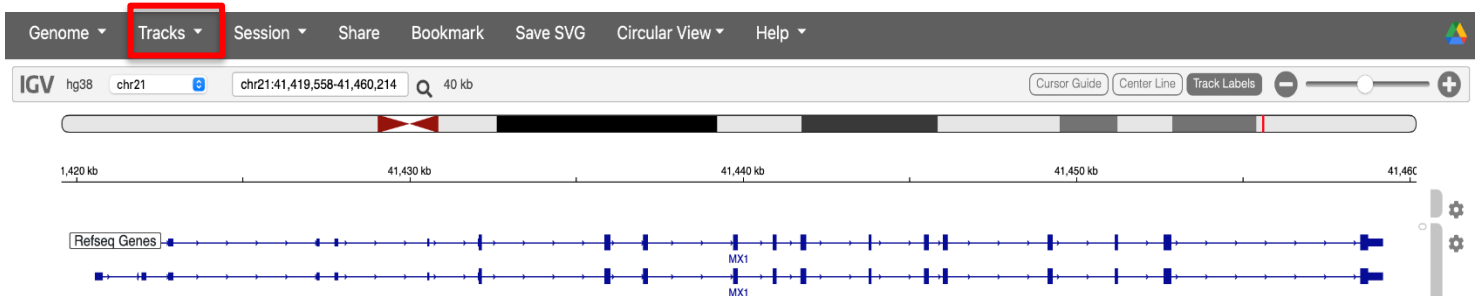 Genome Tracks Session Share Bookmark Save SVG Circular View Help
IGV hg38 chr21 chr21:41,419,558-41,460,214 40 kb Cursor Guide Center Line Track Labels
1,420 kb 41,430 kb 41,440 kb 41,450 kb 41,460
Refseq Genes
MX1
MX1